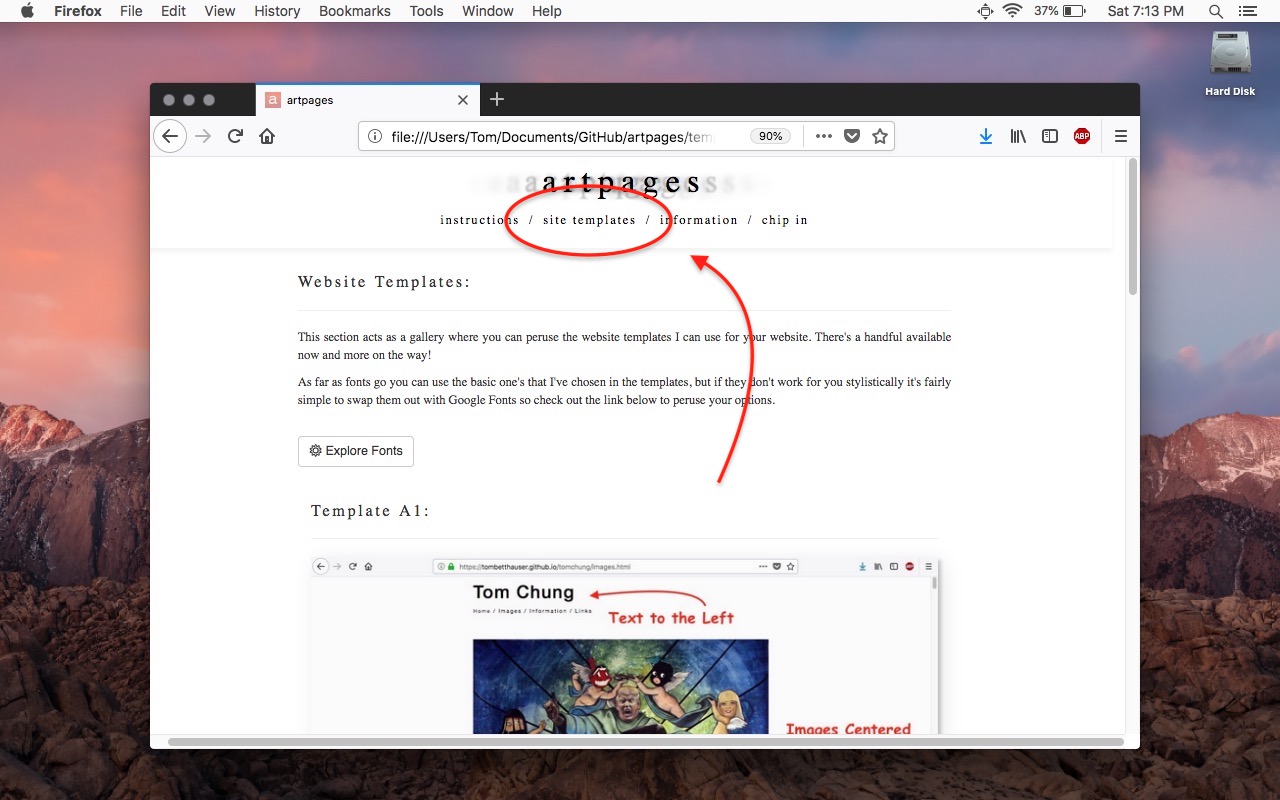 Firefox File Edit View History Bookmarks Tools Window Help 37% Sat 7:13 PM
Hard Disk
a artpages
file:///Users/Tom/Documents/GitHub/artpages/tem 90% ABP
artpages
instructions / site templates / information / chip in
Website Templates:
This section acts as a gallery where you can peruse the website templates I can use for your website. There's a handful available
now and more on the way!
As far as fonts go you can use the basic one's that I've chosen in the templates, but if they don't work for you stylistically it's fairly
simple to swap them out with Google Fonts so check out the link below to peruse your options.
Explore Fonts
Template A1:
https://tombetthauser.github.io/tomchung/images.html
Tom Chung
Home / Images / Information / Links
Text to the Left
Images Centered